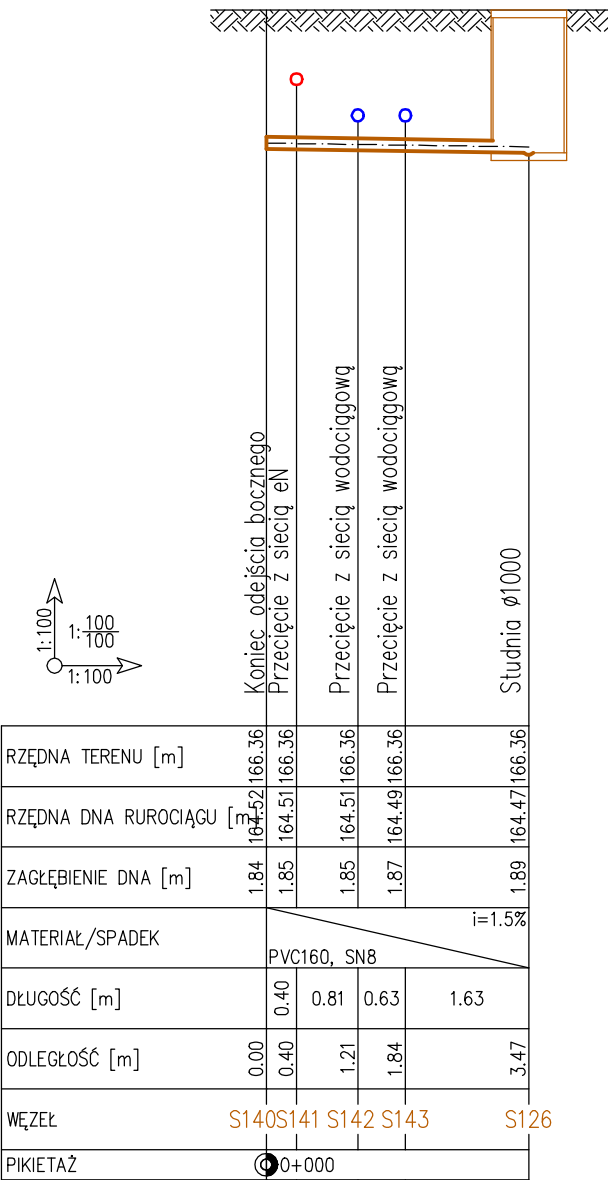 Koniec odejścia bocznego
Przecięcie z siecią eN
Przecięcie z siecią wodociągową
Przecięcie z siecią wodociągową
Studnia ø1000
1:100
1:100/100
1:100
RZĘDNA TERENU [m] 166.36 166.36 166.36 166.36 166.36
RZĘDNA DNA RUROCIĄGU [m] 164.52 164.51 164.51 164.49 164.47
ZAGŁĘBIENIE DNA [m] 1.84 1.85 1.85 1.87 1.89
MATERIAŁ/SPADEK PVC160, SN8 i=1.5%
DŁUGOŚĆ [m] 0.40 0.81 0.63 1.63
ODLEGŁOŚĆ [m] 0.00 0.40 1.21 1.84 3.47
WĘZEŁ S140 S141 S142 S143 S126
PIKIETAŻ 0+000